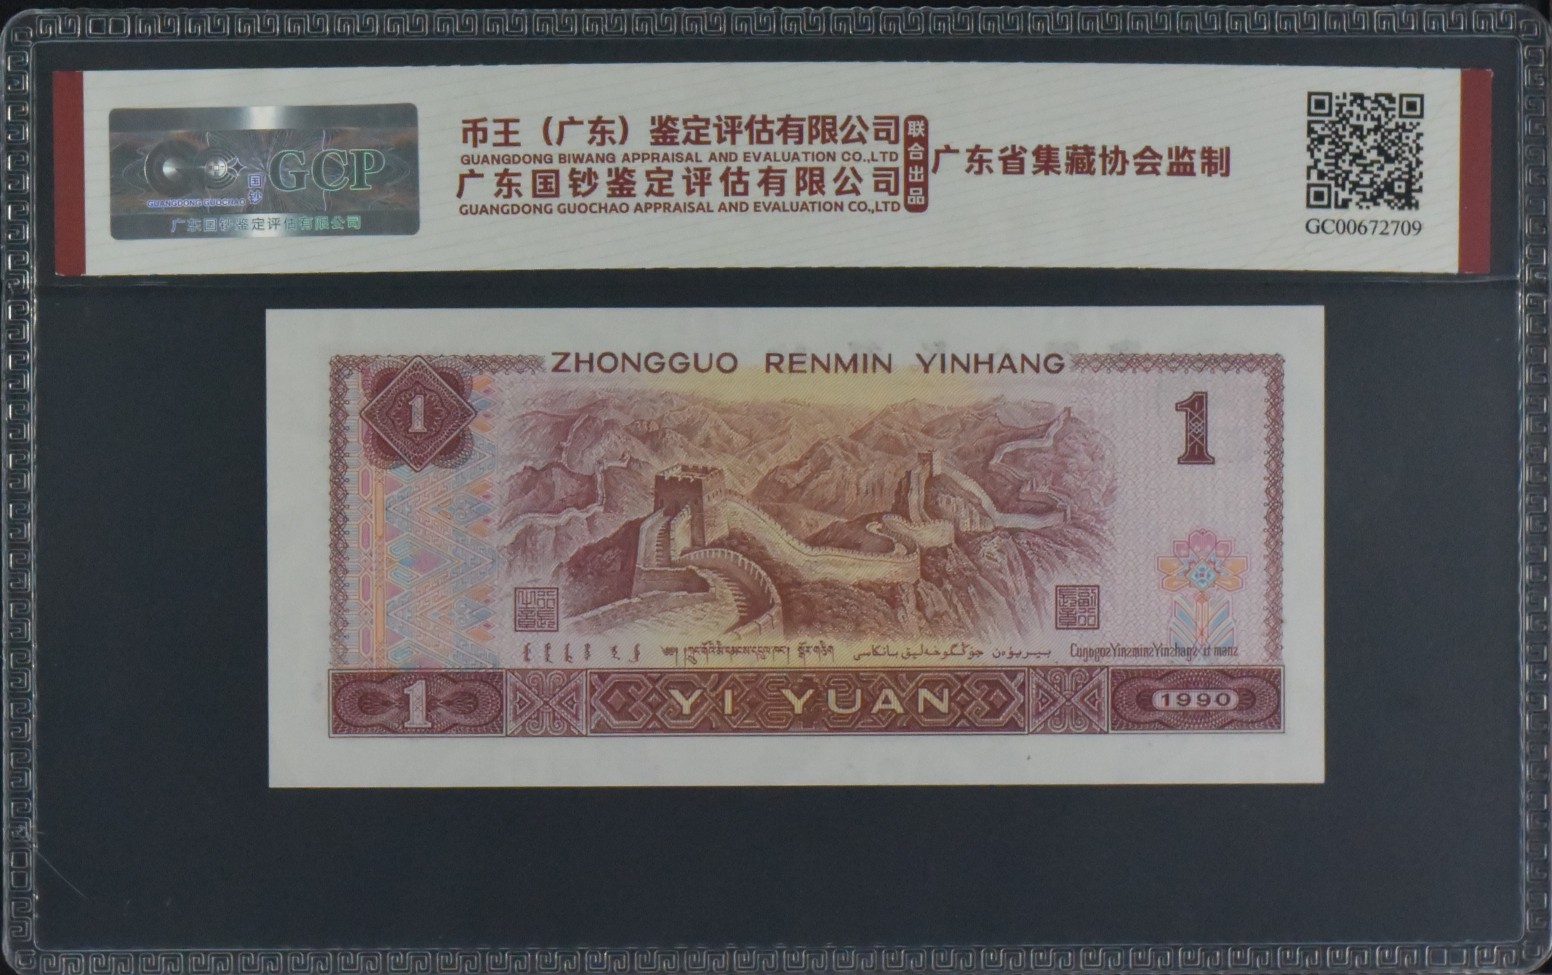 GCP
国钞
GUANGDONG GUOCHAO
广东国钞鉴定评估有限公司
币王（广东）鉴定评估有限公司
GUANGDONG BIWANG APPRAISAL AND EVALUATION CO.,LTD
广东国钞鉴定评估有限公司
GUANGDONG GUOCHAO APPRAISAL AND EVALUATION CO.,LTD
联合出品
广东省集藏协会监制
GC00672709
ZHONGGUO RENMIN YINHANG
1
1
1
YI YUAN
1990